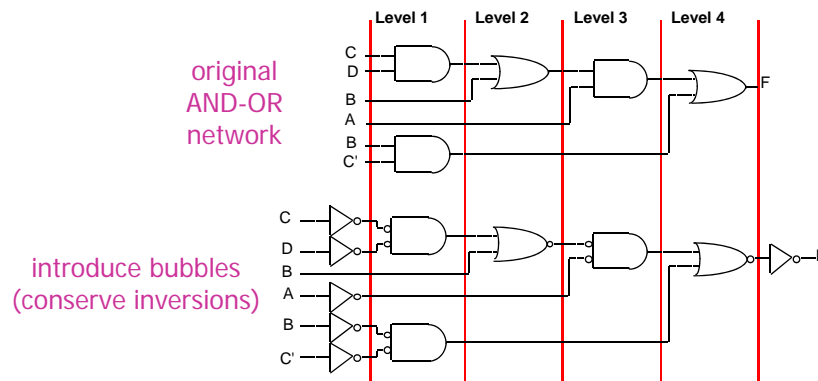 Level 1 Level 2 Level 3 Level 4
original
AND-OR
network
C
D
B
A
B
C'
F
introduce bubbles
(conserve inversions)
C
D
B
A
B
C'